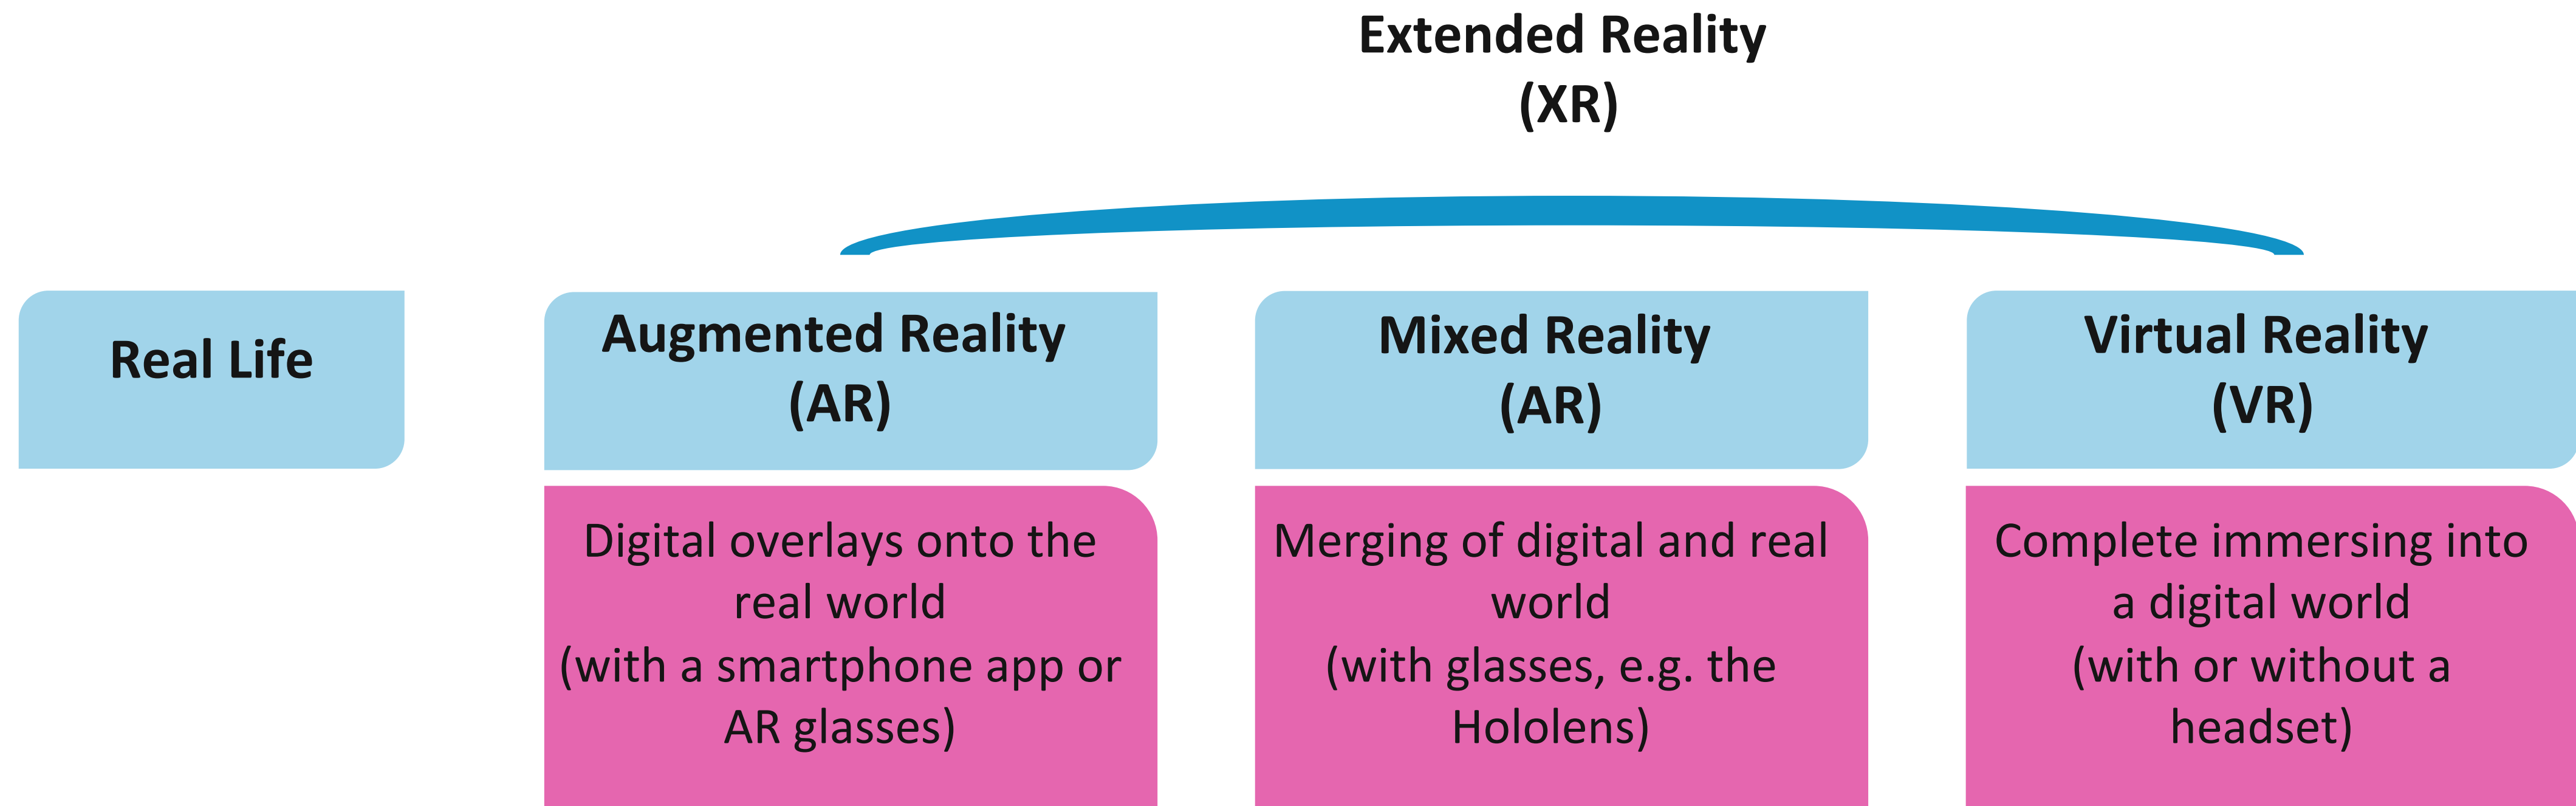 Extended Reality
(XR)
Real Life
Augmented Reality
(AR)
Digital overlays onto the
real world
(with a smartphone app or
AR glasses)
Mixed Reality
(AR)
Merging of digital and real
world
(with glasses, e.g. the
Hololens)
Virtual Reality
(VR)
Complete immersing into
a digital world
(with or without a
headset)